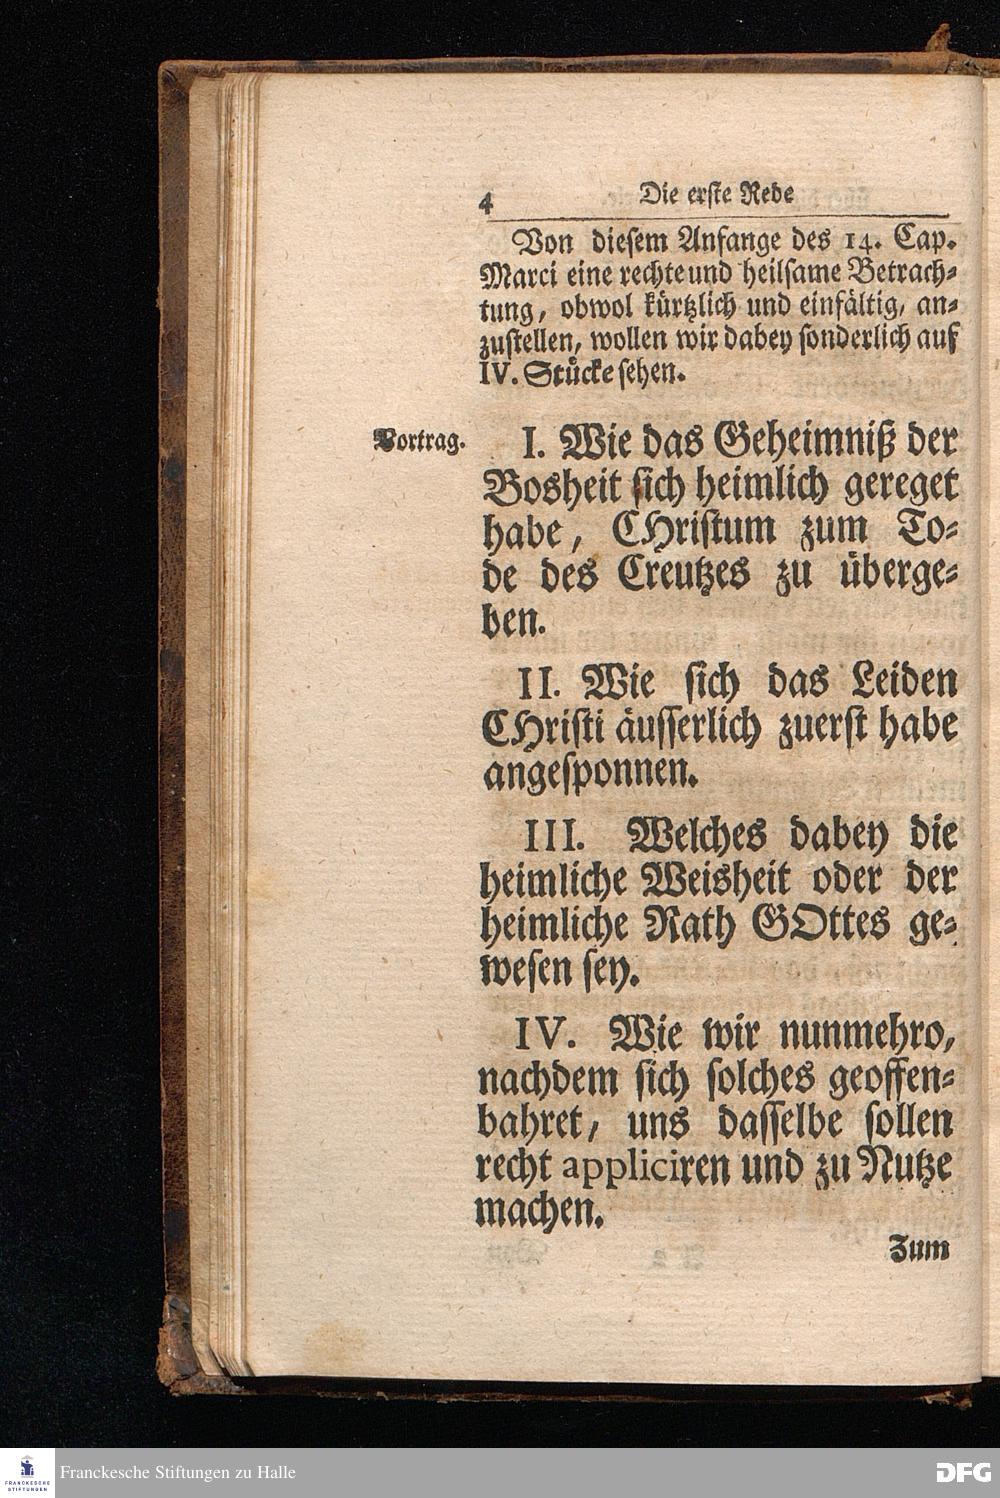 4
Die erste Rede
Von diesem Anfange des 14. Cap.
Marci eine rechte und heilsame Betrach-
tung, obwol kürtzlich und einfältig, an-
zustellen, wollen wir dabey sonderlich auf
IV. Stücke sehen.
Vortrag.
I. Wie das Geheimniß der
Bosheit sich heimlich gereget
habe, CHristum zum To-
de des Creutzes zu überge-
ben.
II. Wie sich das Leiden
CHristi äusserlich zuerst habe
angesponnen.
III. Welches dabey die
heimliche Weisheit oder der
heimliche Rath GOttes ge-
wesen sey.
IV. Wie wir nunmehro,
nachdem sich solches geoffen-
bahret, uns dasselbe sollen
recht appliciren und zu Nutze
machen.
Zum
FRANCKESCHE
STIFTUNGEN
Franckesche Stiftungen zu Halle
DFG